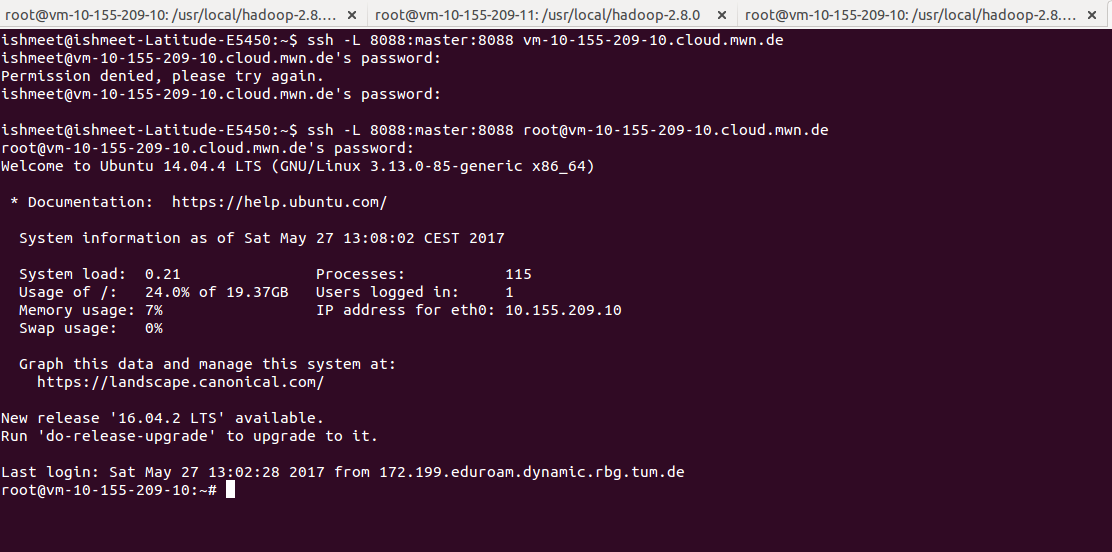 root@vm-10-155-209-10: /usr/local/hadoop-2.8.... × root@vm-10-155-209-11: /usr/local/hadoop-2.8.0 × root@vm-10-155-209-10: /usr/local/hadoop-2.8.... ×
ishmeet@ishmeet-Latitude-E5450:~$ ssh -L 8088:master:8088 vm-10-155-209-10.cloud.mwn.de
ishmeet@vm-10-155-209-10.cloud.mwn.de's password:
Permission denied, please try again.
ishmeet@vm-10-155-209-10.cloud.mwn.de's password:
ishmeet@ishmeet-Latitude-E5450:~$ ssh -L 8088:master:8088 root@vm-10-155-209-10.cloud.mwn.de
root@vm-10-155-209-10.cloud.mwn.de's password:
Welcome to Ubuntu 14.04.4 LTS (GNU/Linux 3.13.0-85-generic x86_64)
* Documentation:  https://help.ubuntu.com/
System information as of Sat May 27 13:08:02 CEST 2017
System load:  0.21                 Processes:           115
Usage of /:   24.0% of 19.37GB   Users logged in:     1
Memory usage: 7%                 IP address for eth0: 10.155.209.10
Swap usage:   0%
Graph this data and manage this system at:
https://landscape.canonical.com/
New release '16.04.2 LTS' available.
Run 'do-release-upgrade' to upgrade to it.
Last login: Sat May 27 13:02:28 2017 from 172.199.eduroam.dynamic.rbg.tum.de
root@vm-10-155-209-10:~#